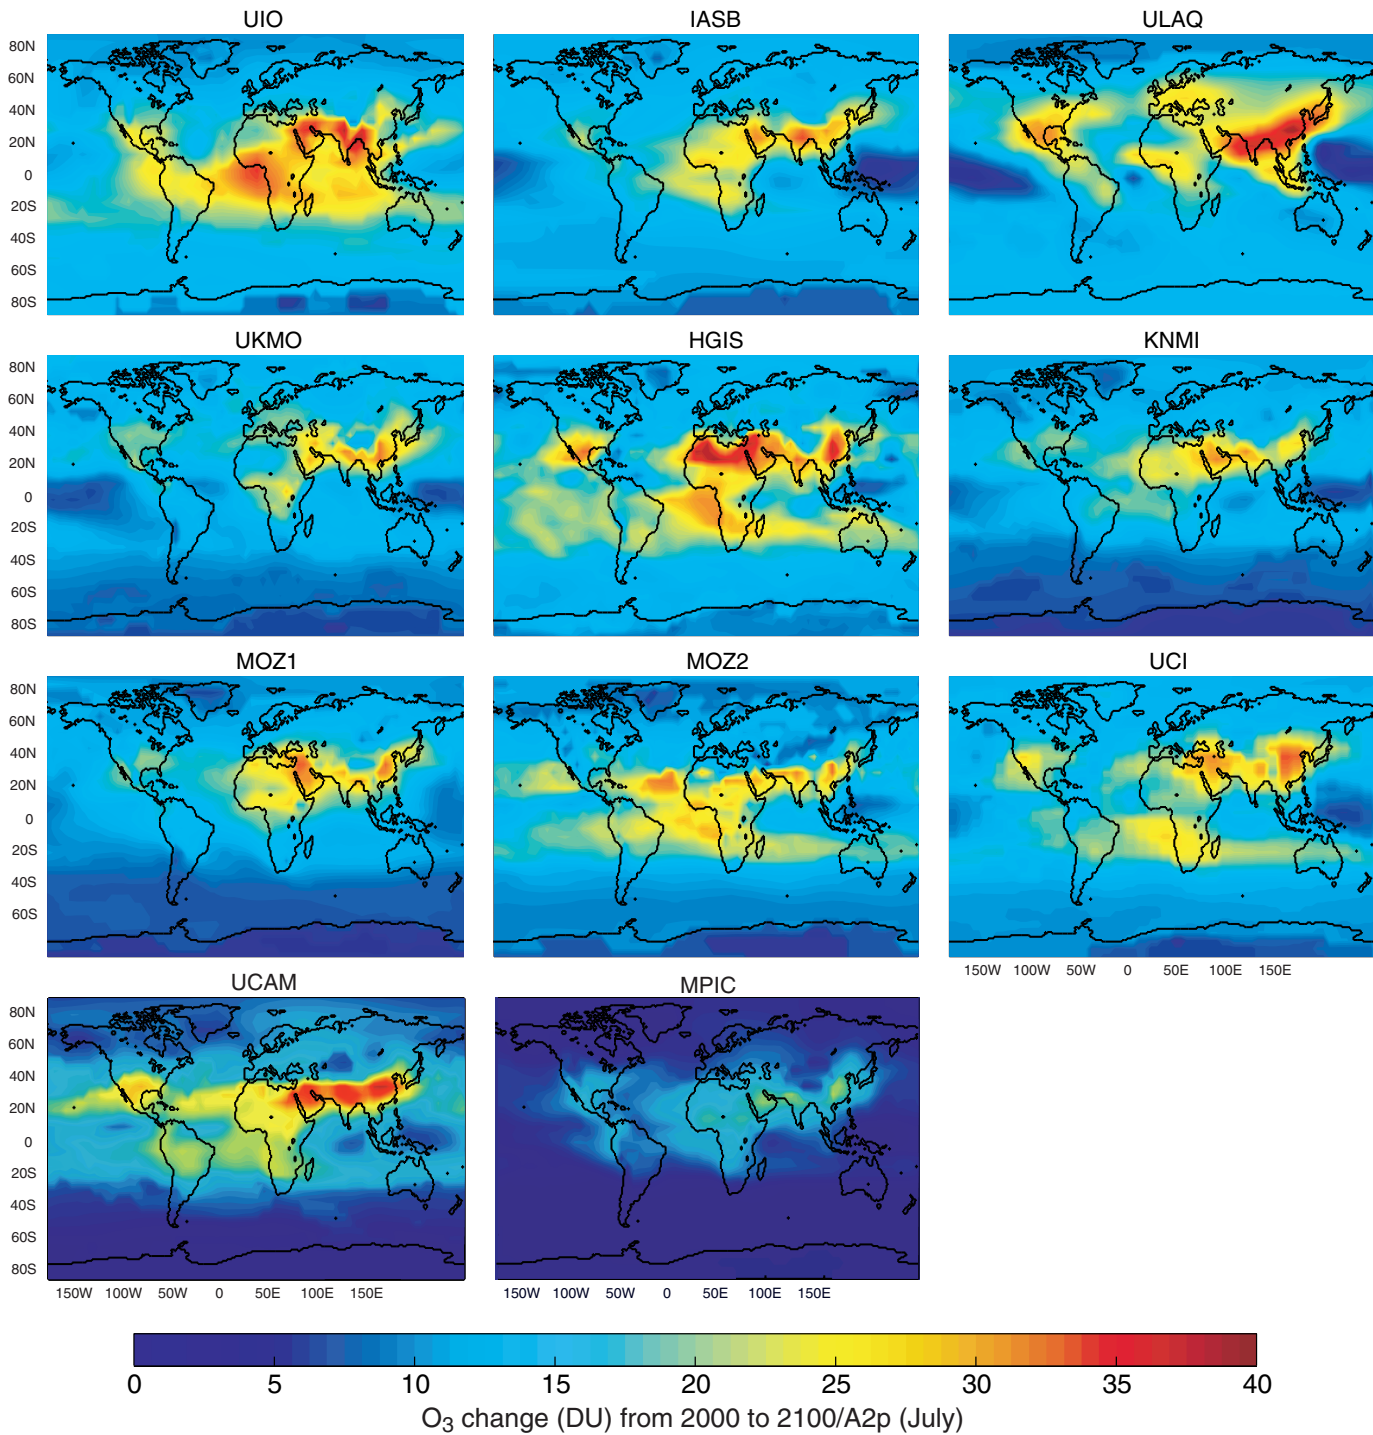 UIO IASB ULAQ
80N
60N
40N
20N
0
20S
40S
60S
80S
UKMO HGIS KNMI
80N
60N
40N
20N
0
20S
40S
60S
80S
MOZ1 MOZ2 UCI
80N
60N
40N
20N
0
20S
40S
60S
150W 100W 50W 0 50E 100E 150E
UCAM MPIC
80N
60N
40N
20N
0
20S
40S
60S
80S
150W 100W 50W 0 50E 100E 150E 150W 100W 50W 0 50E 100E 150E
0 5 10 15 20 25 30 35 40
O3 change (DU) from 2000 to 2100/A2p (July)